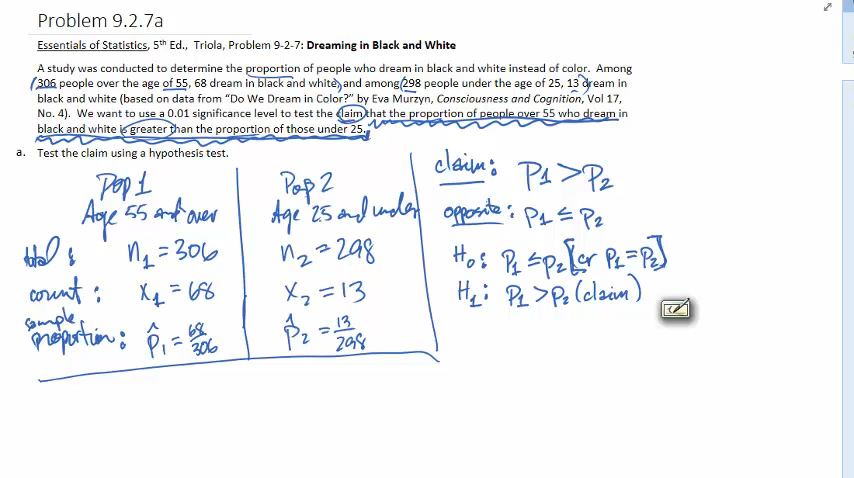 Problem 9.2.7a
Essentials of Statistics, 5th Ed., Triola, Problem 9-2-7: Dreaming in Black and White
A study was conducted to determine the proportion of people who dream in black and white instead of color. Among
306 people over the age of 55, 68 dream in black and white, and among 298 people under the age of 25, 13 dream in
black and white (based on data from "Do We Dream in Color?" by Eva Murzyn, Consciousness and Cognition, Vol 17,
No. 4). We want to use a 0.01 significance level to test the claim that the proportion of people over 55 who dream in
black and white is greater than the proportion of those under 25.
a. Test the claim using a hypothesis test.
Pop 1
Age 55 and over
total: n₁ = 306
count: x₁ = 68
sample proportion: p̂₁ = 68/306
Pop 2
Age 25 and under
n₂ = 298
x₂ = 13
p̂₂ = 13/298
claim: P₁ > P₂
opposite: P₁ ≤ P₂
H₀: P₁ ≤ P₂ [or P₁ = P₂]
H₁: P₁ > P₂ (claim)